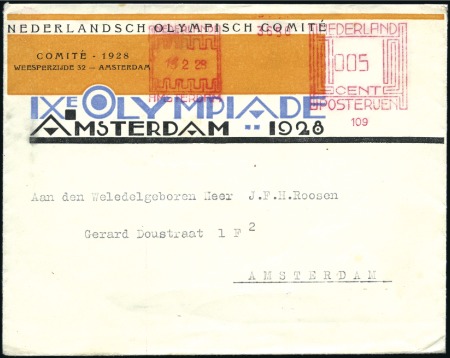 NEDERLANDSCH OLYMPISCH COMITÉ
COMITÉ - 1928
WEESPERZIJDE 32 — AMSTERDAM
AMSTERDAM
NEDERLAND
005
CENT
POSTERIJEN
109
IXE OLYMPIADE
AMSTERDAM 1928
Aan den Weledelgeboren Heer J.F.H.Roosen
Gerard Doustraat 1 F 2
AMSTERDAM